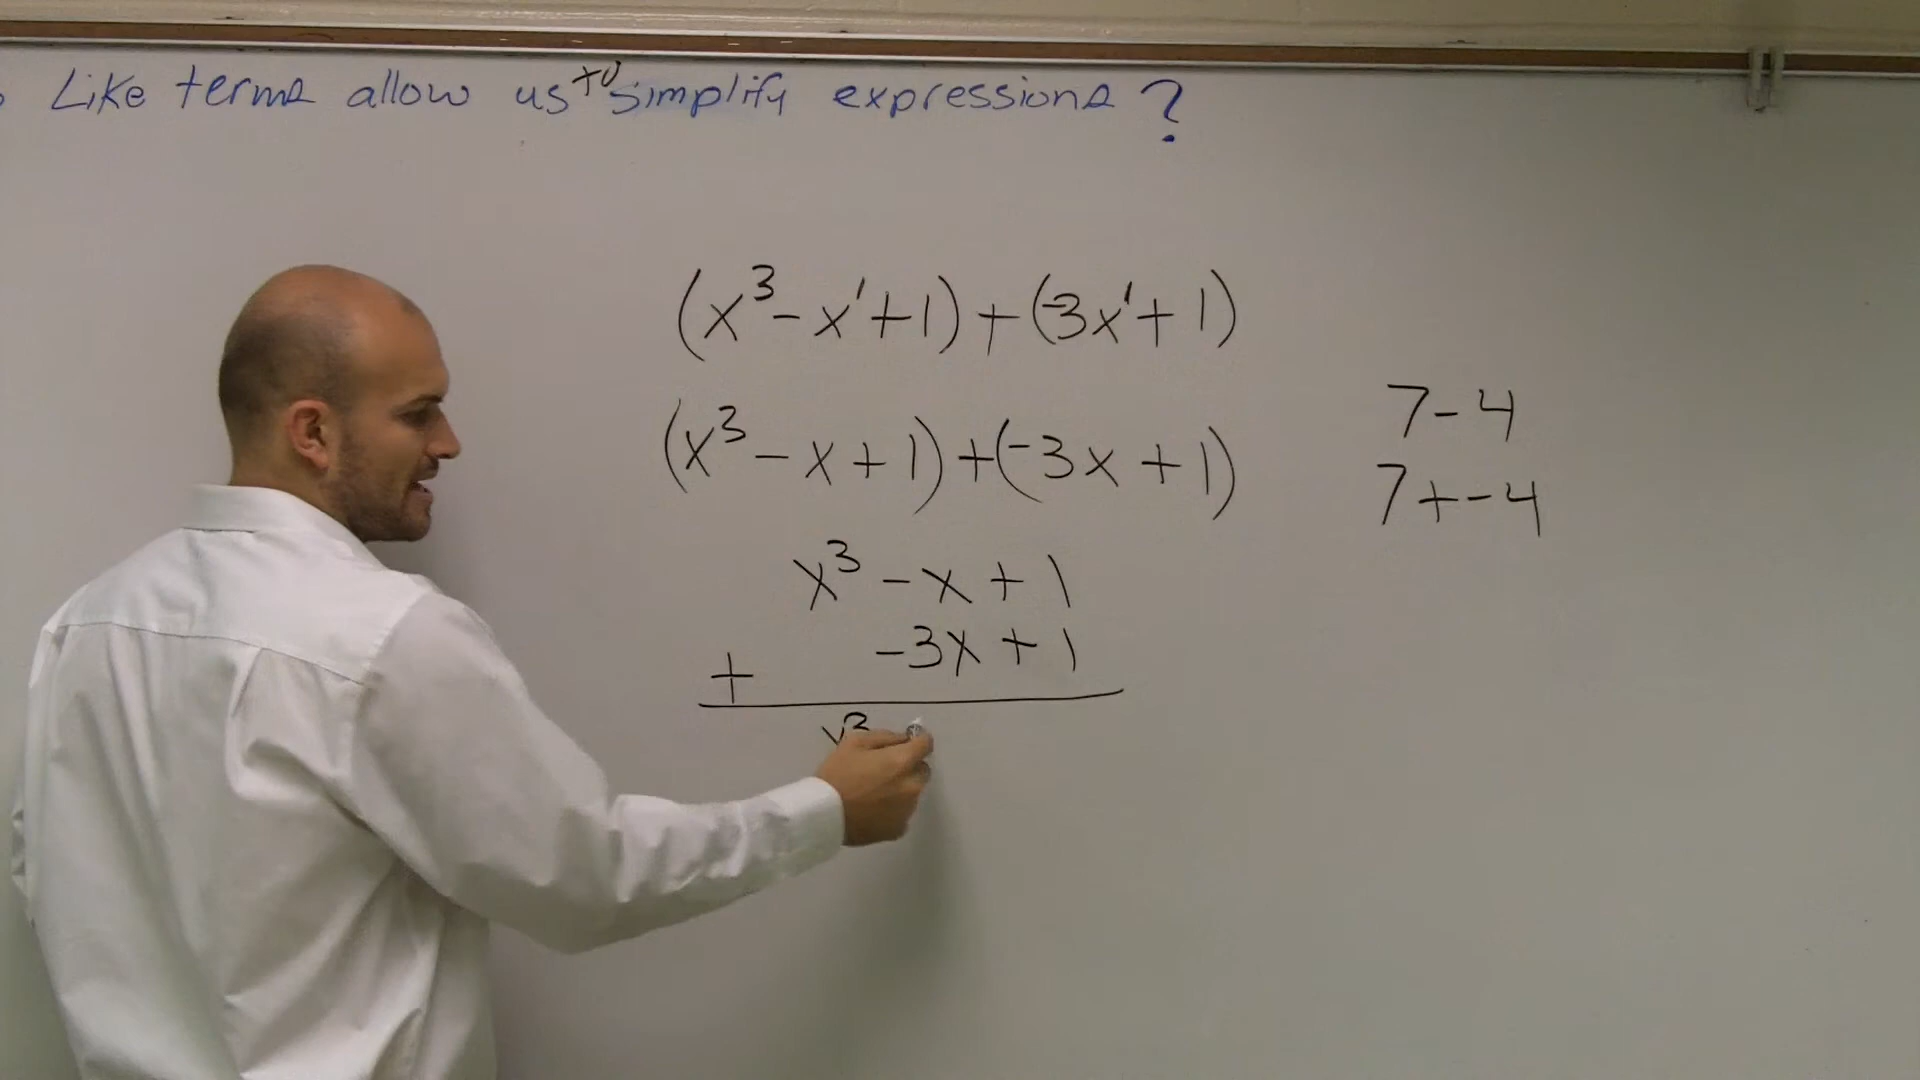 Like terms allow us to simplify expressions?
(x³ - x¹ + 1) + (-3x¹ + 1)
(x³ - x + 1) + (-3x + 1)
7 - 4
7 + -4
x³ - x + 1
+ -3x + 1
x³